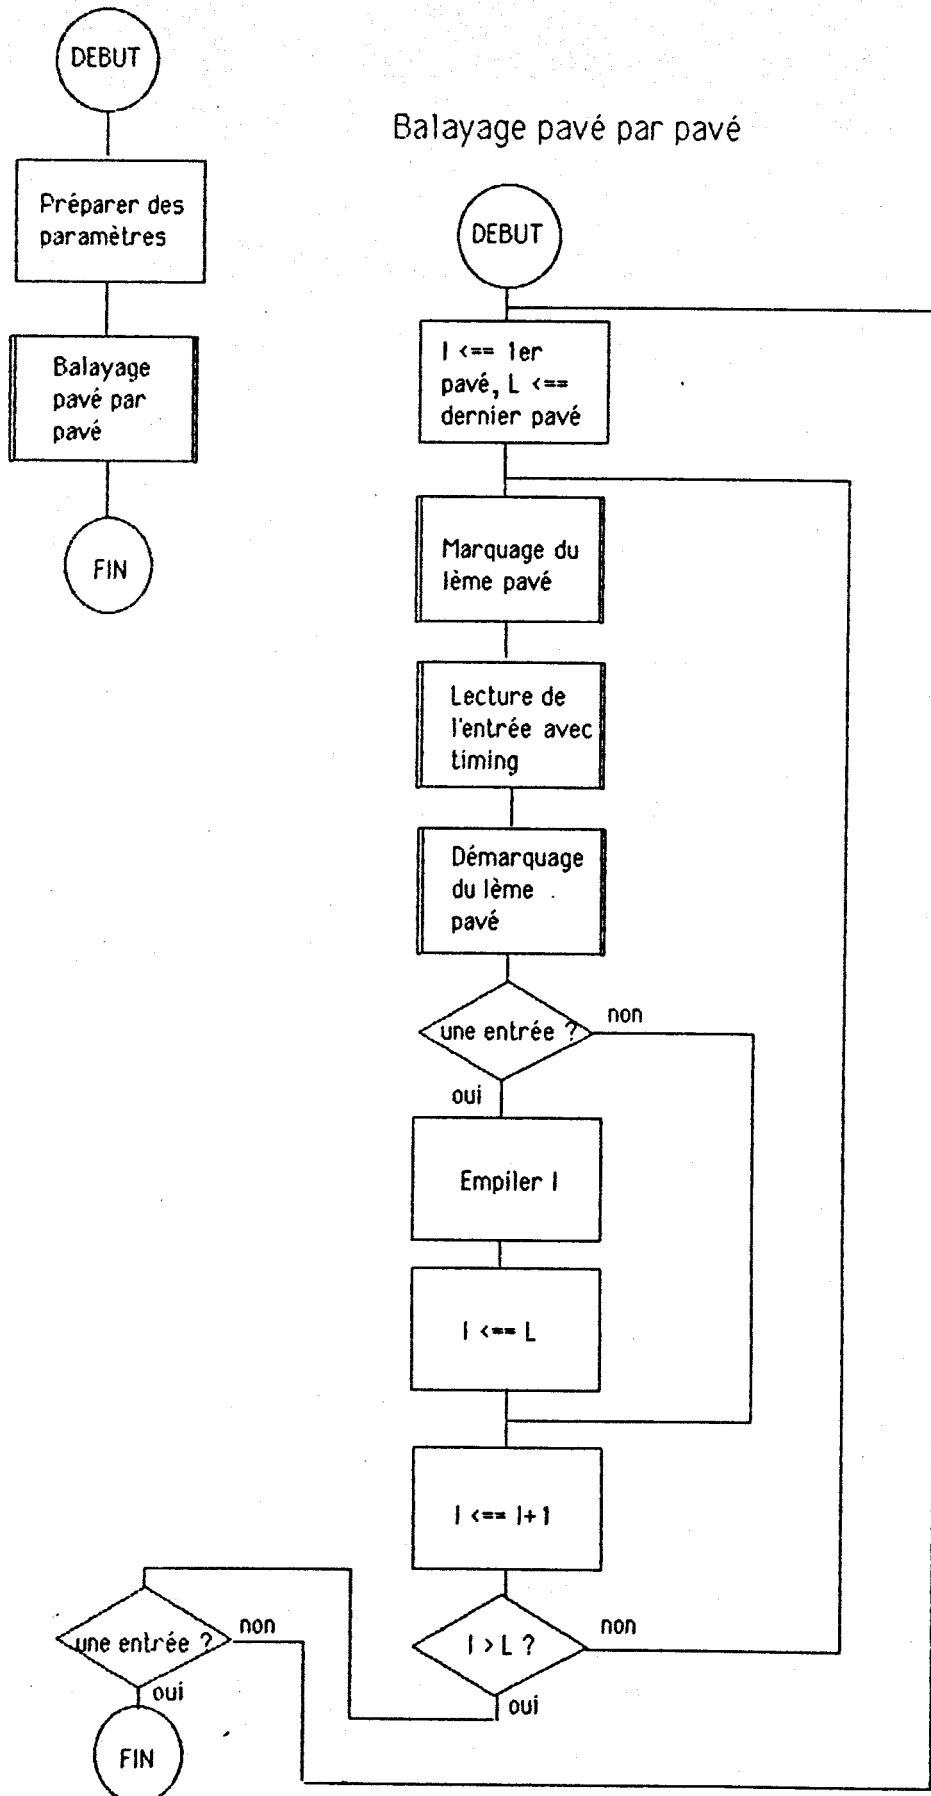 DEBUT
Préparer des
paramètres
Balayage
pavé par
pavé
FIN
Balayage pavé par pavé
DEBUT
I <== 1er
pavé, L <==
dernier pavé
Marquage du
Ième pavé
Lecture de
l'entrée avec
timing
Démarquage
du Ième
pavé
une entrée ?
non
oui
Empiler I
I <== L
I <== I+1
I > L ?
non
oui
une entrée ?
non
oui
FIN